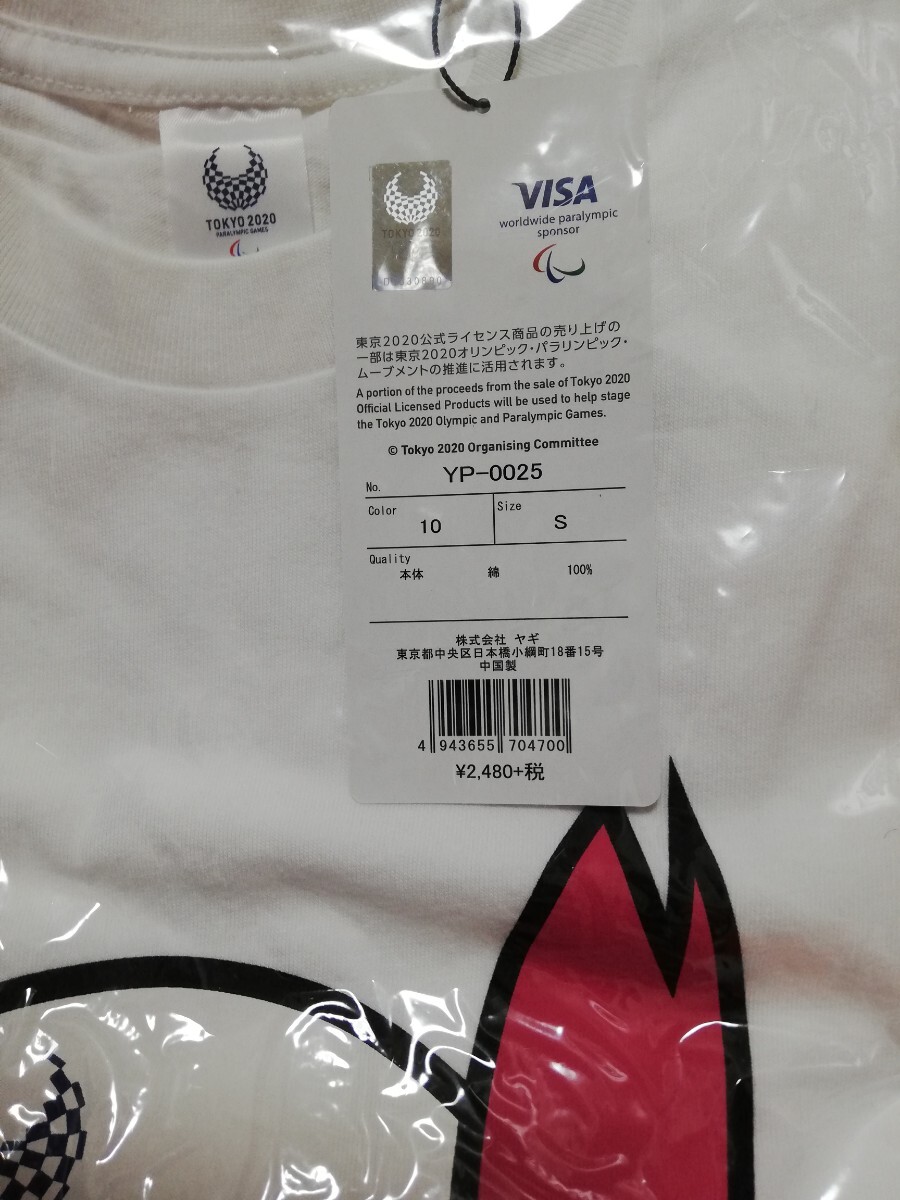 TOKYO 2020
PARALYMPIC GAMES
TOKYO 2020
VISA
worldwide paralympic
sponsor
東京2020公式ライセンス商品の売り上げの
一部は東京2020オリンピック・パラリンピック・
ムーブメントの推進に活用されます。
A portion of the proceeds from the sale of Tokyo 2020
Official Licensed Products will be used to help stage
the Tokyo 2020 Olympic and Paralympic Games.
© Tokyo 2020 Organising Committee
No. YP-0025
Color Size
10 S
Quality
本体 綿 100%
株式会社 ヤギ
東京都中央区日本橋小網町18番15号
中国製
4 943655 704700
¥2,480+税